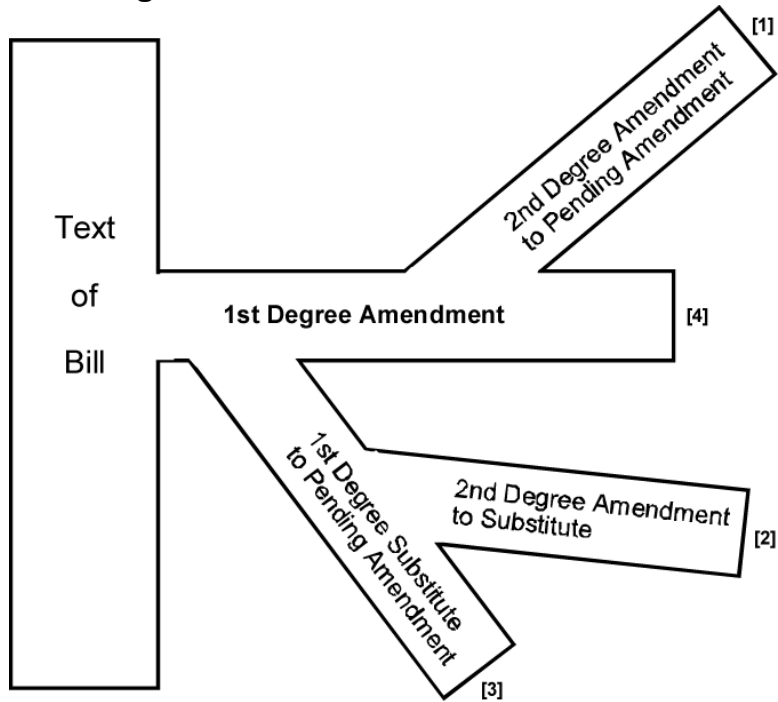 [1]
2nd Degree Amendment
to Pending Amendment
Text
of
Bill
1st Degree Amendment
[4]
1st Degree Substitute
to Pending Amendment
2nd Degree Amendment
to Substitute
[2]
[3]